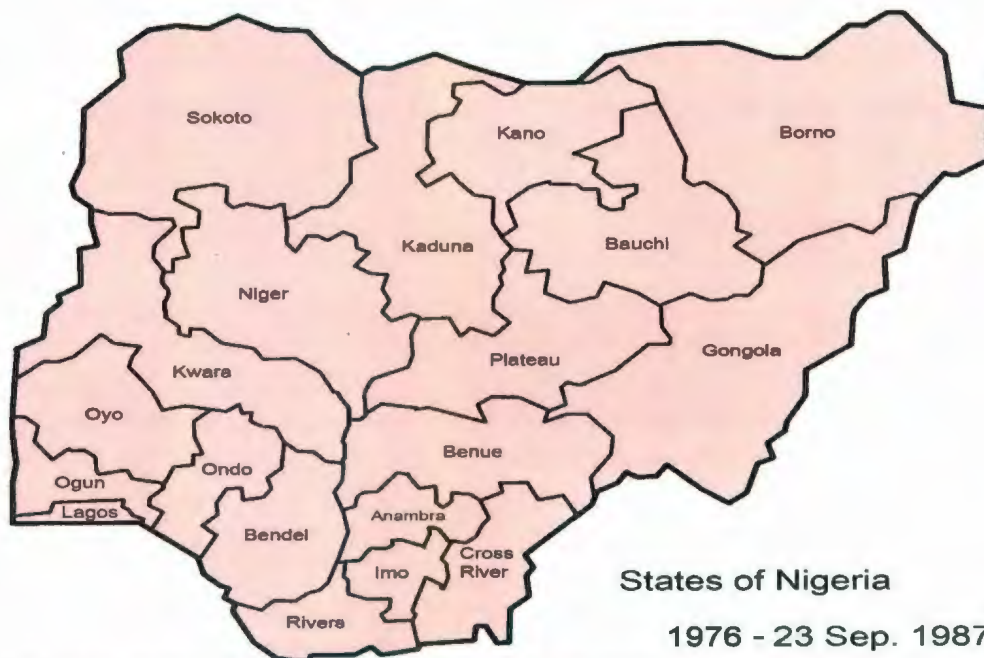 Sokoto
Kano
Borno
Kaduna
Bauchi
Niger
Plateau
Gongola
Kwara
Oyo
Benue
Ondo
Ogun
Lagos
Anambra
Bendel
Cross
River
Imo
Rivers
States of Nigeria
1976 - 23 Sep. 1987